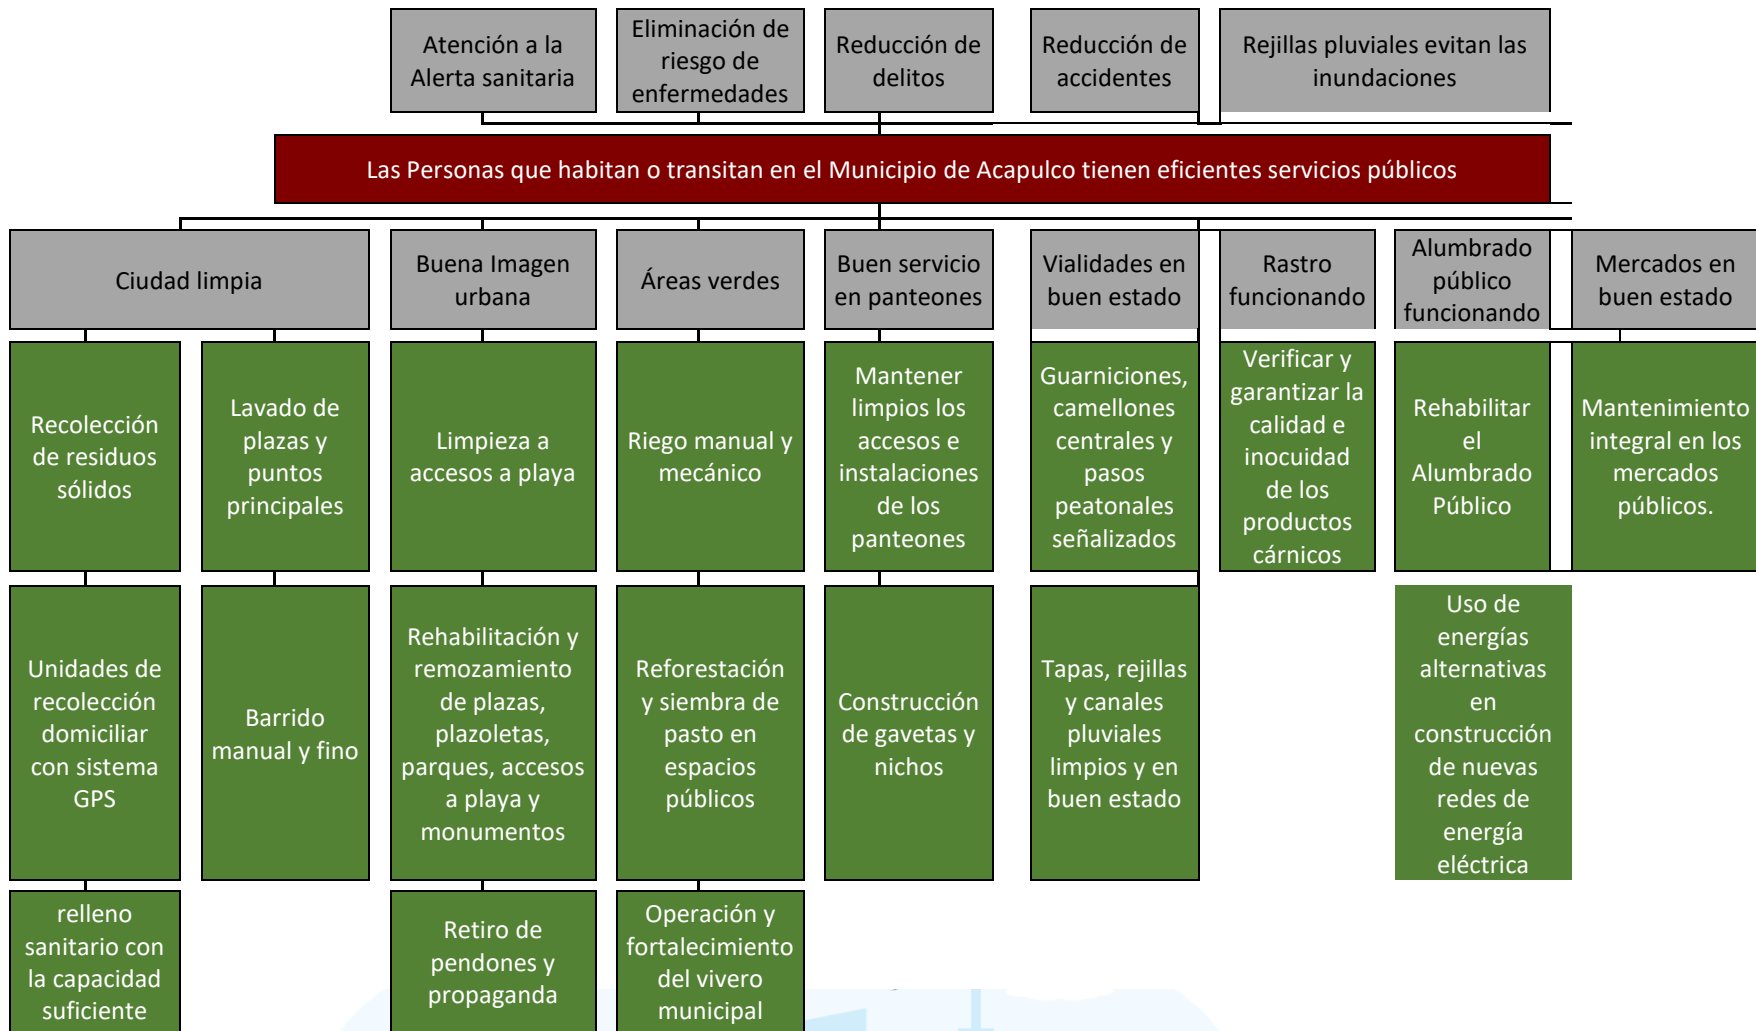 Atención a la
Alerta sanitaria
Eliminación de
riesgo de
enfermedades
Reducción de
delitos
Reducción de
accidentes
Rejillas pluviales evitan las
inundaciones
Las Personas que habitan o transitan en el Municipio de Acapulco tienen eficientes servicios públicos
Ciudad limpia
Buena Imagen
urbana
Áreas verdes
Buen servicio
en panteones
Vialidades en
buen estado
Rastro
funcionando
Alumbrado
público
funcionando
Mercados en
buen estado
Recolección
de residuos
sólidos
Lavado de
plazas y
puntos
principales
Limpieza a
accesos a playa
Riego manual y
mecánico
Mantener
limpios los
accesos e
instalaciones
de los
panteones
Guarniciones,
camellones
centrales y
pasos
peatonales
señalizados
Verificar y
garantizar la
calidad e
inocuidad
de los
productos
cárnicos
Rehabilitar
el
Alumbrado
Público
Mantenimiento
integral en los
mercados
públicos.
Unidades de
recolección
domiciliar
con sistema
GPS
Barrido
manual y fino
Rehabilitación y
remozamiento
de plazas,
plazoletas,
parques, accesos
a playa y
monumentos
Reforestación
y siembra de
pasto en
espacios
públicos
Construcción
de gavetas y
nichos
Tapas, rejillas
y canales
pluviales
limpios y en
buen estado
Uso de
energías
alternativas
en
construcción
de nuevas
redes de
energía
eléctrica
relleno
sanitario con
la capacidad
suficiente
Retiro de
pendones y
propaganda
Operación y
fortalecimiento
del vivero
municipal